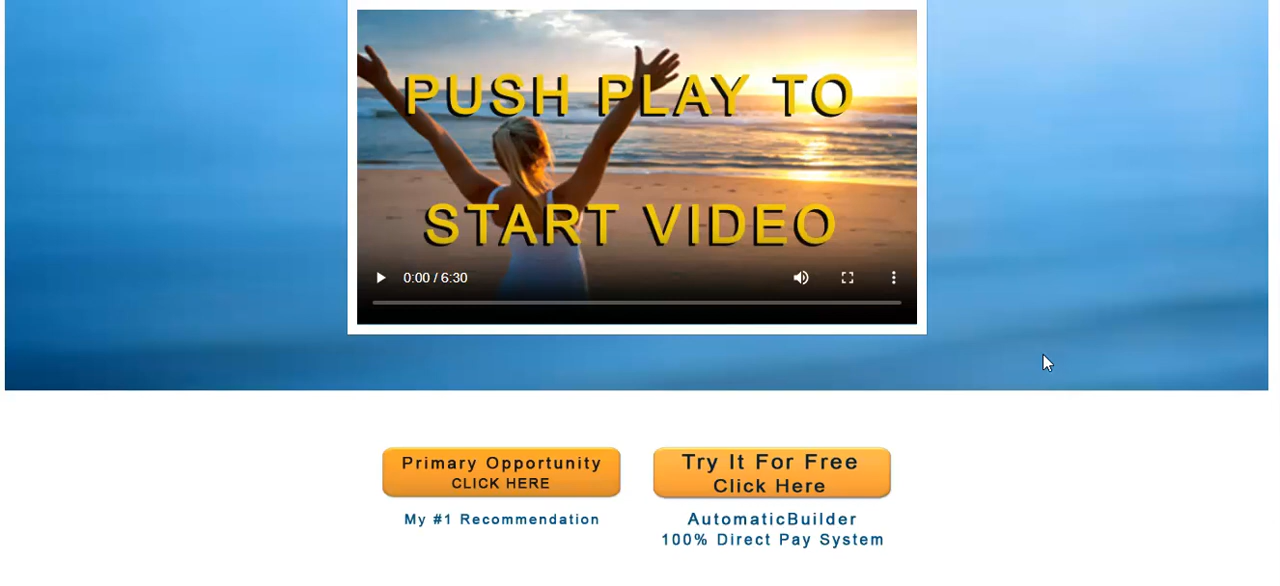 PUSH PLAY TO
START VIDEO
0:00 / 6:30
Primary Opportunity
CLICK HERE
My #1 Recommendation
Try It For Free
Click Here
AutomaticBuilder
100% Direct Pay System